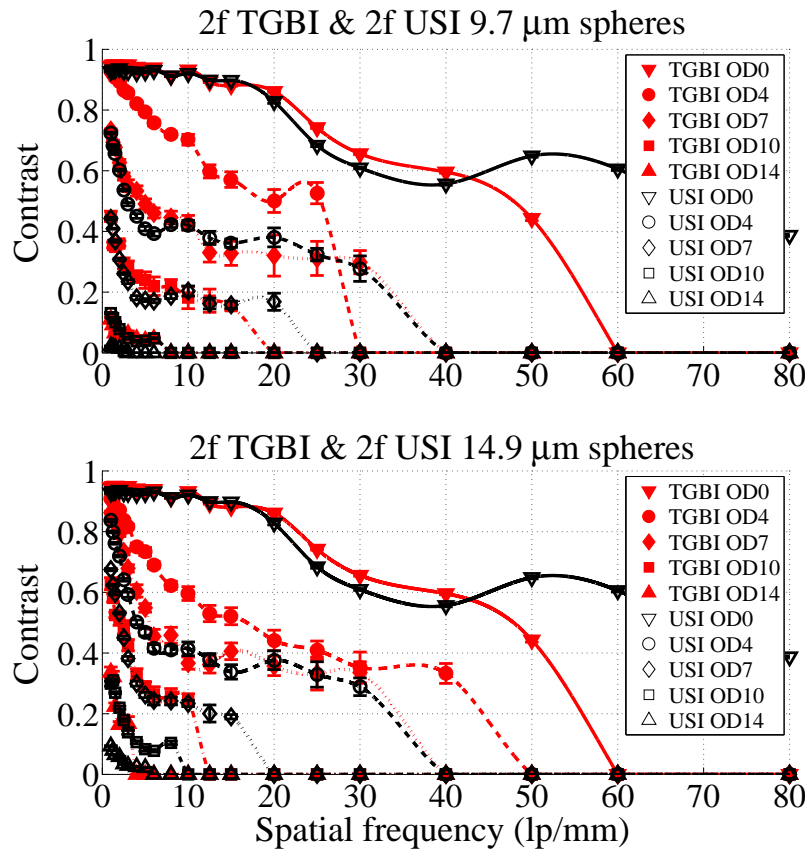 2f TGBI & 2f USI 9.7 μm spheres
Contrast
1
0.8
0.6
0.4
0.2
0
0
10
20
30
40
50
60
80
TGBI OD0
TGBI OD4
TGBI OD7
TGBI OD10
TGBI OD14
USI OD0
USI OD4
USI OD7
USI OD10
USI OD14
2f TGBI & 2f USI 14.9 μm spheres
Contrast
1
0.8
0.6
0.4
0.2
0
0
10
20
30
40
50
60
80
TGBI OD0
TGBI OD4
TGBI OD7
TGBI OD10
TGBI OD14
USI OD0
USI OD4
USI OD7
USI OD10
USI OD14
Spatial frequency (lp/mm)